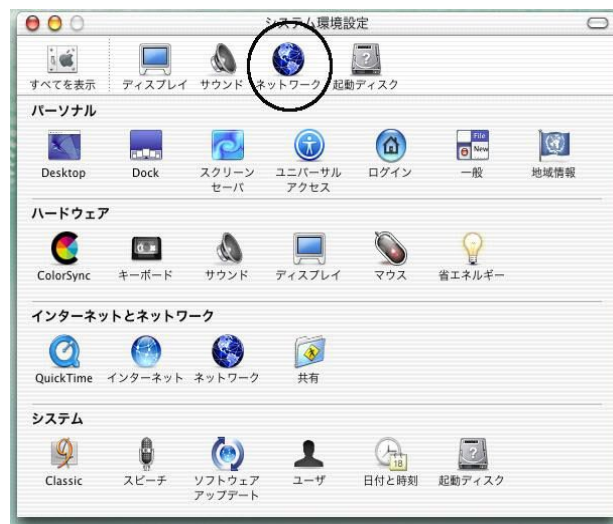 システム環境設定
すべてを表示 ディスプレイ サウンド ネットワーク 起動ディスク
パーソナル
Desktop Dock スクリーン ユニバーサル ログイン 一般 地域情報
セーバ アクセス
File
New
ハードウェア
ColorSync キーボード サウンド ディスプレイ マウス 省エネルギー
インターネットとネットワーク
QuickTime インターネット ネットワーク 共有
システム
18
Classic スピーチ ソフトウェア ユーザ 日付と時刻 起動ディスク
アップデート